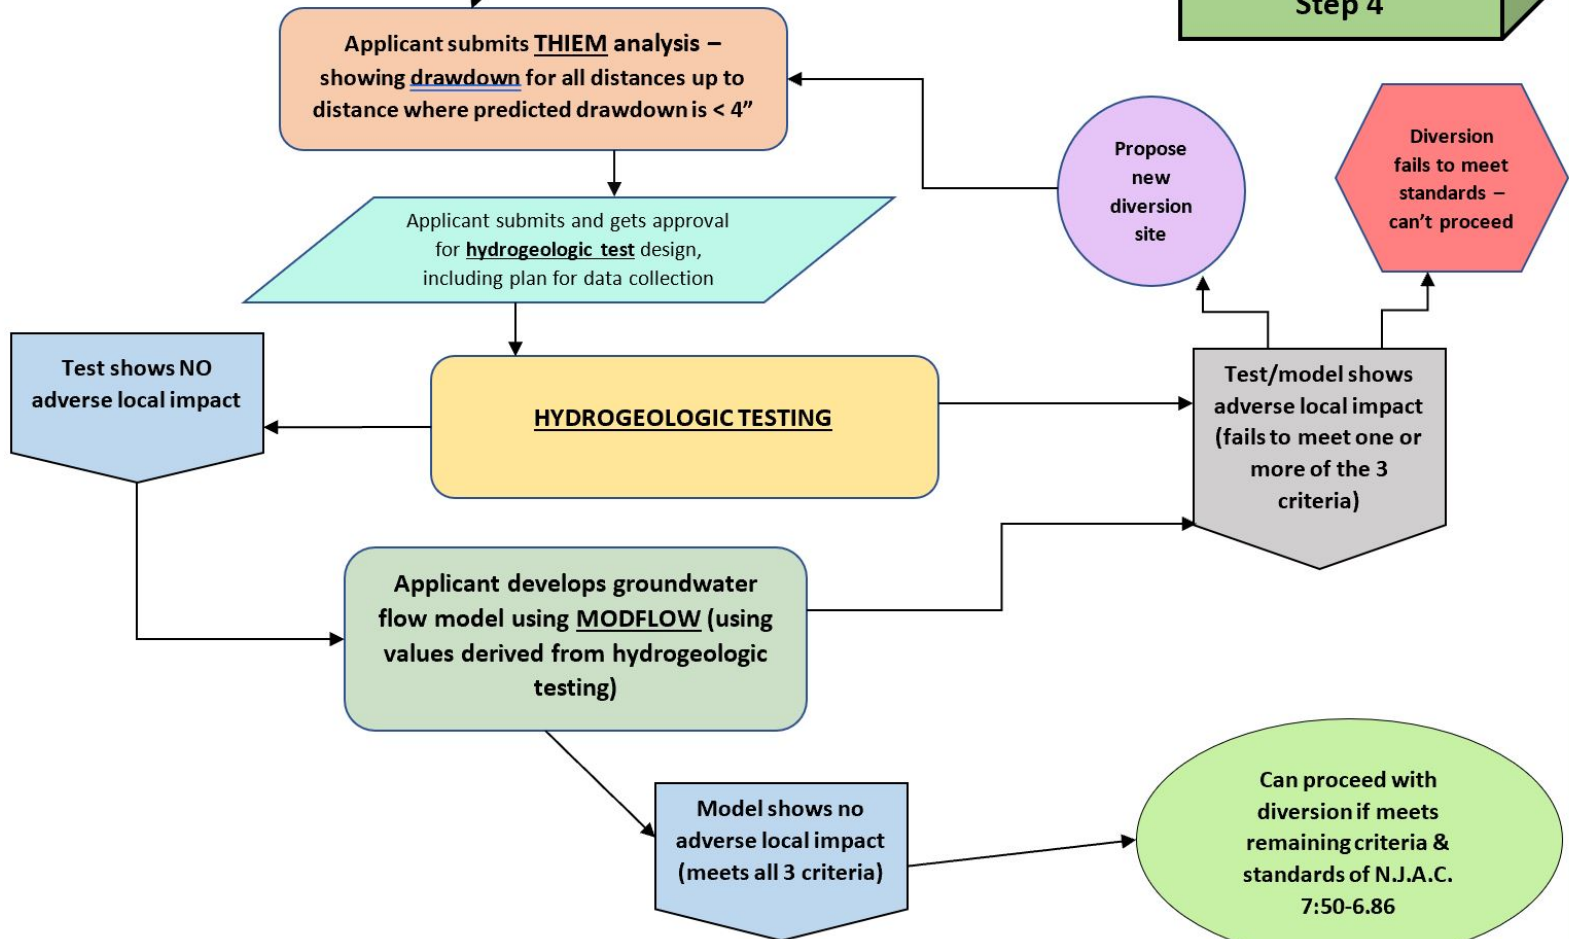 Step 4
Applicant submits THIEM analysis –
showing drawdown for all distances up to
distance where predicted drawdown is < 4”
Propose
new
diversion
site
Diversion
fails to meet
standards –
can’t proceed
Applicant submits and gets approval
for hydrogeologic test design,
including plan for data collection
Test shows NO
adverse local impact
HYDROGEOLOGIC TESTING
Test/model shows
adverse local impact
(fails to meet one or
more of the 3
criteria)
Applicant develops groundwater
flow model using MODFLOW (using
values derived from hydrogeologic
testing)
Model shows no
adverse local impact
(meets all 3 criteria)
Can proceed with
diversion if meets
remaining criteria &
standards of N.J.A.C.
7:50-6.86